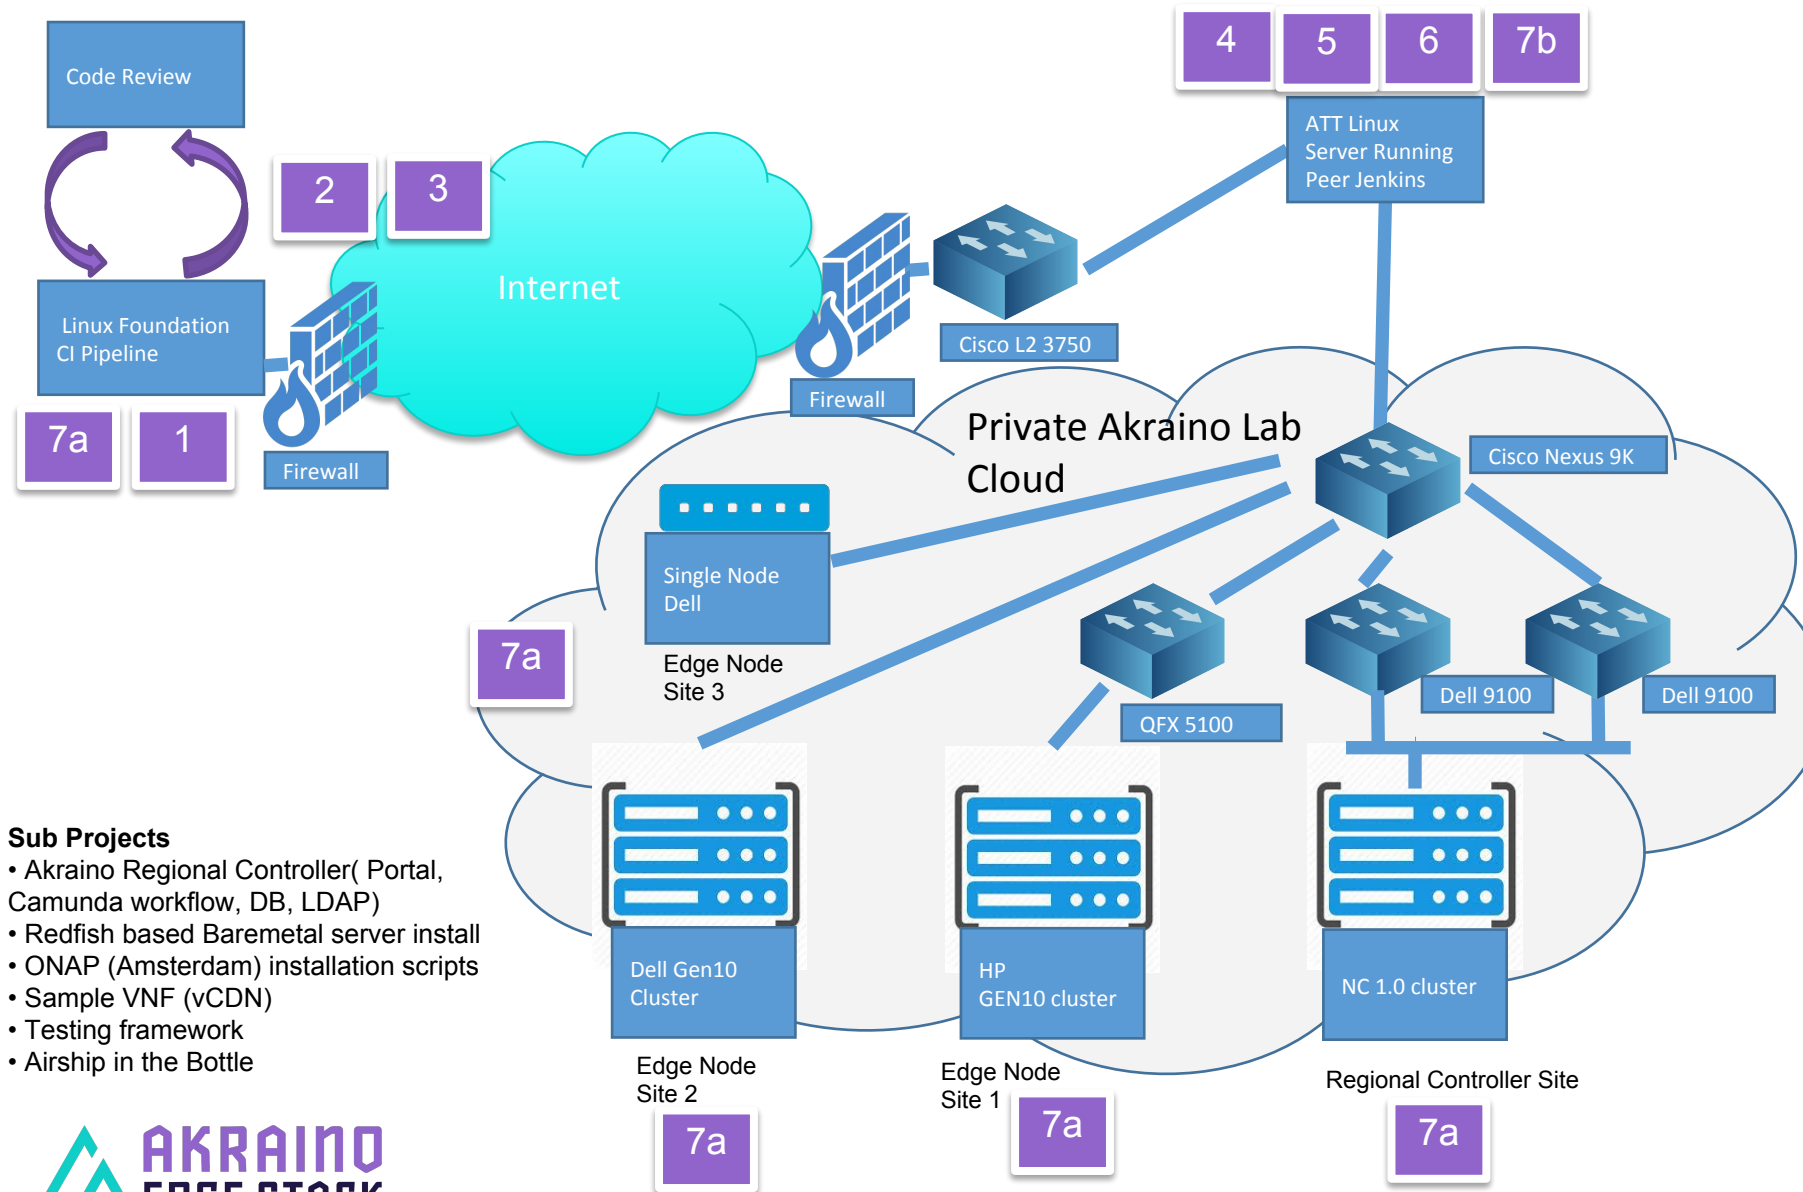 Code Review
2
3
4
5
6
7b
ATT Linux
Server Running
Peer Jenkins
Internet
Linux Foundation
CI Pipeline
Cisco L2 3750
Firewall
7a
1
Firewall
Private Akraino Lab
Cloud
Cisco Nexus 9K
Single Node
Dell
7a
Edge Node
Site 3
QFX 5100
Dell 9100
Dell 9100
Sub Projects
• Akraino Regional Controller( Portal,
Camunda workflow, DB, LDAP)
• Redfish based Baremetal server install
• ONAP (Amsterdam) installation scripts
• Sample VNF (vCDN)
• Testing framework
• Airship in the Bottle
Dell Gen10
Cluster
HP
GEN10 cluster
NC 1.0 cluster
Edge Node
Site 2
Edge Node
Site 1
Regional Controller Site
7a
7a
7a
AKRAINO
EDGE STACK